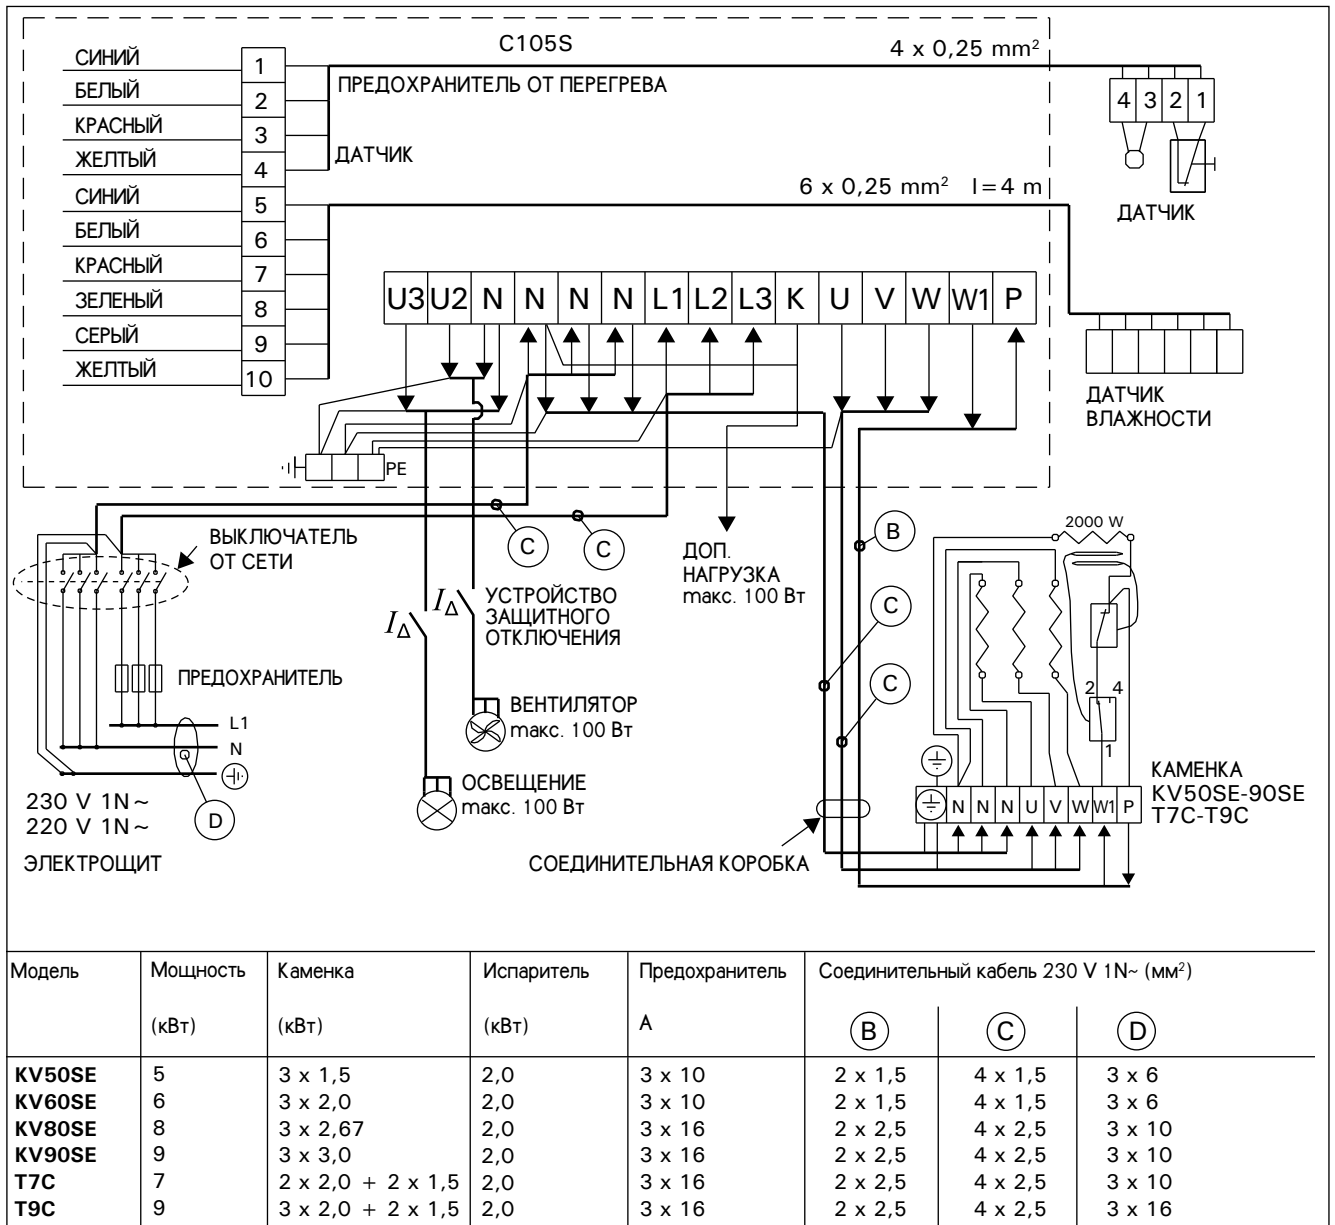 C105S
4 x 0,25 mm²
СИНИЙ 1
БЕЛЫЙ 2
КРАСНЫЙ 3
ЖЕЛТЫЙ 4
СИНИЙ 5
БЕЛЫЙ 6
КРАСНЫЙ 7
ЗЕЛЕНЫЙ 8
СЕРЫЙ 9
ЖЕЛТЫЙ 10
ПРЕДОХРАНИТЕЛЬ ОТ ПЕРЕГРЕВА
ДАТЧИК
4 3 2 1
ДАТЧИК
6 x 0,25 mm² l=4 m
U3 U2 N N N N L1 L2 L3 K U V W W1 P
ДАТЧИК
ВЛАЖНОСТИ
PE
ВЫКЛЮЧАТЕЛЬ
ОТ СЕТИ
C
C
B
C
C
ДОП.
НАГРУЗКА
макс. 100 Вт
2000 W
I∆
I∆
УСТРОЙСТВО
ЗАЩИТНОГО
ОТКЛЮЧЕНИЯ
ПРЕДОХРАНИТЕЛЬ
L1
N
D
ВЕНТИЛЯТОР
макс. 100 Вт
ОСВЕЩЕНИЕ
макс. 100 Вт
2 4
1
N N N U V W W1 P
КАМЕНКА
KV50SE-90SE
T7C-T9C
230 V 1N~
220 V 1N~
ЭЛЕКТРОЩИТ
СОЕДИНИТЕЛЬНАЯ КОРОБКА
Модель Мощность Каменка Испаритель Предохранитель Соединительный кабель 230 V 1N~ (мм²)
(кВт) (кВт) (кВт) А B C D
KV50SE 5 3 x 1,5 2,0 3 x 10 2 x 1,5 4 x 1,5 3 x 6
KV60SE 6 3 x 2,0 2,0 3 x 10 2 x 1,5 4 x 1,5 3 x 6
KV80SE 8 3 x 2,67 2,0 3 x 16 2 x 2,5 4 x 2,5 3 x 10
KV90SE 9 3 x 3,0 2,0 3 x 16 2 x 2,5 4 x 2,5 3 x 10
T7C 7 2 x 2,0 + 2 x 1,5 2,0 3 x 16 2 x 2,5 4 x 2,5 3 x 10
T9C 9 3 x 2,0 + 2 x 1,5 2,0 3 x 16 2 x 2,5 4 x 2,5 3 x 16